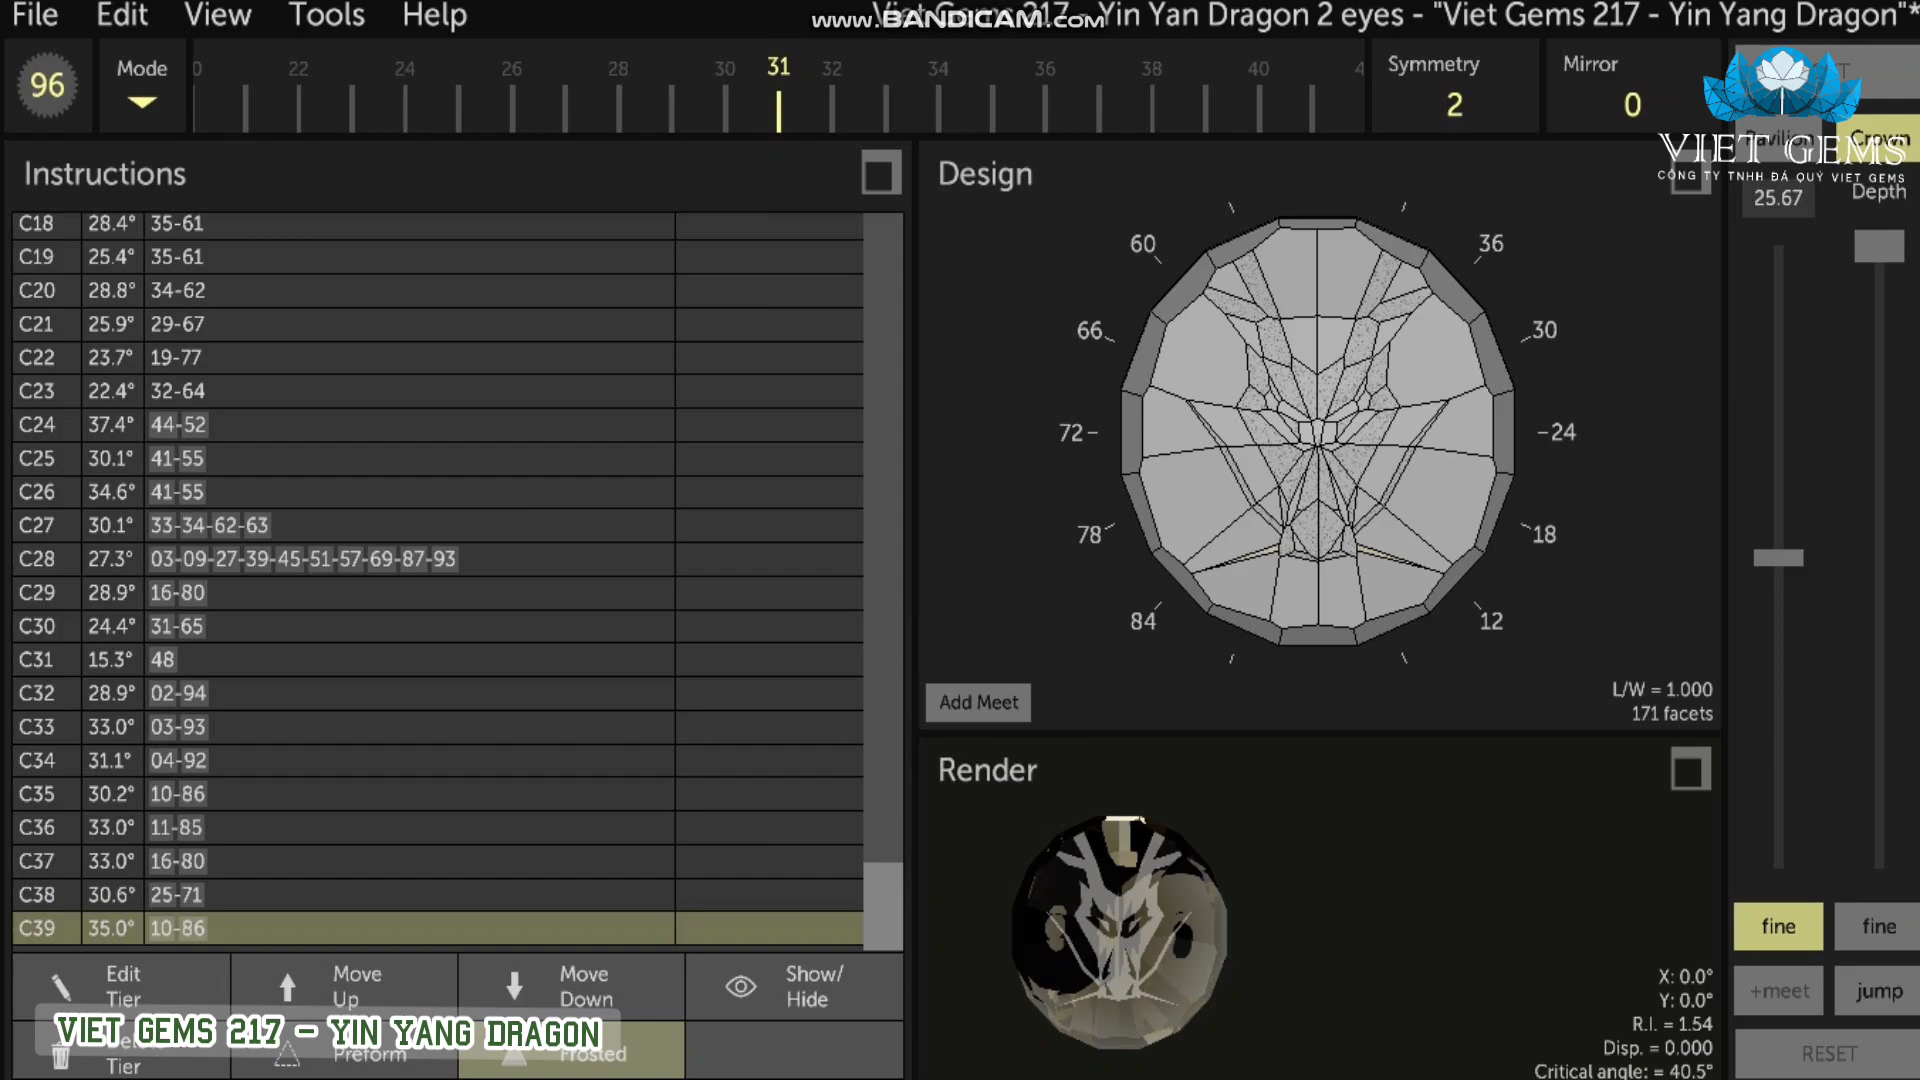 File Edit View Tools Help
www.BANDICAM.com
217 - Yin Yan Dragon 2 eyes - "Viet Gems 217 - Yin Yang Dragon"*
96
Mode
22 24 26 28 30 31 32 34 36 38 40
Symmetry
2
Mirror
0
VIET GEMS
CÔNG TY TNHH ĐÁ QUÝ VIET GEMS
Pavilion
Crown
25.67
Depth
Instructions
C18 28.4° 35-61
C19 25.4° 35-61
C20 28.8° 34-62
C21 25.9° 29-67
C22 23.7° 19-77
C23 22.4° 32-64
C24 37.4° 44-52
C25 30.1° 41-55
C26 34.6° 41-55
C27 30.1° 33-34-62-63
C28 27.3° 03-09-27-39-45-51-57-69-87-93
C29 28.9° 16-80
C30 24.4° 31-65
C31 15.3° 48
C32 28.9° 02-94
C33 33.0° 03-93
C34 31.1° 04-92
C35 30.2° 10-86
C36 33.0° 11-85
C37 33.0° 16-80
C38 30.6° 25-71
C39 35.0° 10-86
Edit
Tier
Move
Up
Move
Down
Show/
Hide
VIET GEMS 217 - YIN YANG DRAGON
Tier
Preform
Frosted
Design
60 36
66 30
72 24
78 18
84 12
Add Meet
L/W = 1.000
171 facets
Render
X: 0.0°
Y: 0.0°
R.I. = 1.54
Disp. = 0.000
Critical angle: = 40.5°
fine
fine
+meet
jump
RESET